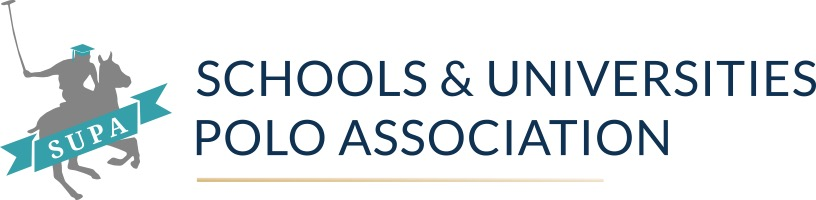 SUPA
SCHOOLS & UNIVERSITIES
POLO ASSOCIATION